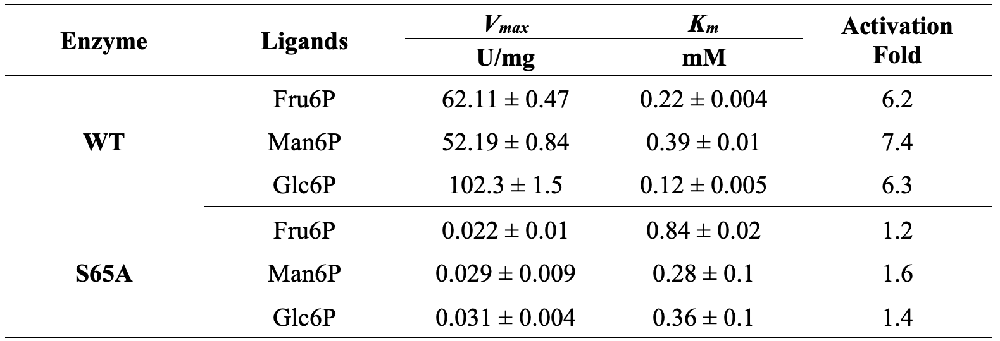 Enzyme Ligands Vmax Km Activation Fold
U/mg mM
WT Fru6P 62.11 ± 0.47 0.22 ± 0.004 6.2
Man6P 52.19 ± 0.84 0.39 ± 0.01 7.4
Glc6P 102.3 ± 1.5 0.12 ± 0.005 6.3
S65A Fru6P 0.022 ± 0.01 0.84 ± 0.02 1.2
Man6P 0.029 ± 0.009 0.28 ± 0.1 1.6
Glc6P 0.031 ± 0.004 0.36 ± 0.1 1.4